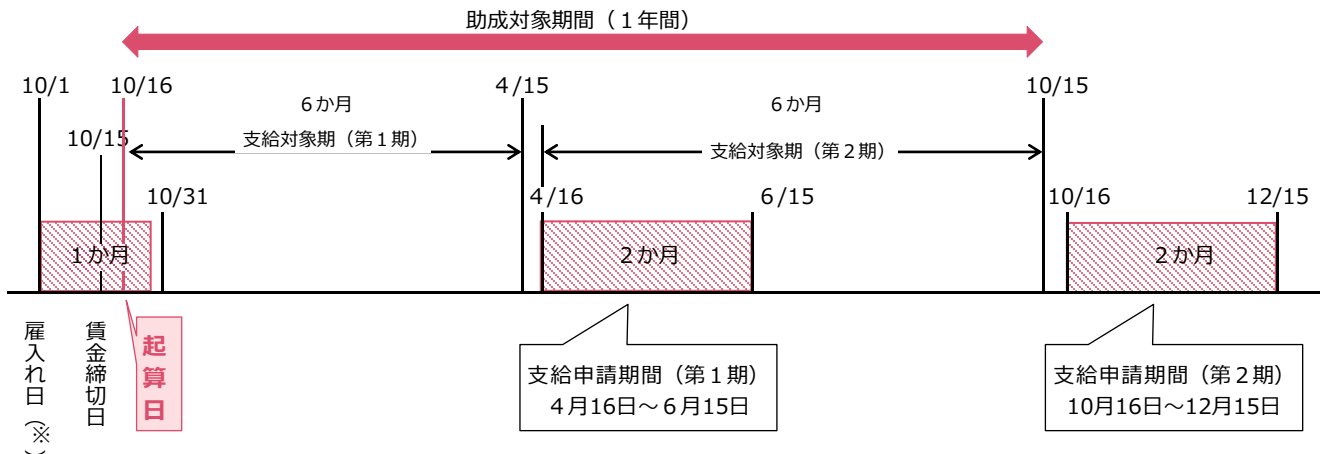 助成対象期間（１年間）
10/1
10/16
４/15
10/15
６か月
６か月
10/15
支給対象期（第１期）
支給対象期（第２期）
10/31
４/16
６/15
10/16
12/15
１か月
２か月
２か月
雇入れ日（※）
賃金締切日
起算日
支給申請期間（第１期）
４月16日～６月15日
支給申請期間（第２期）
10月16日～12月15日